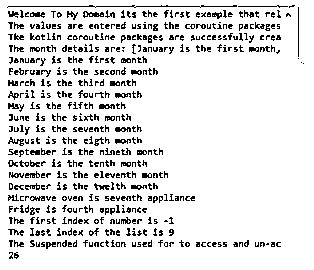 Welcome To My Domain its the first example that rel
The values are entered using the coroutine packages
The kotlin coroutine packages are successfully crea
The month details are: [January is the first month,
January is the first month
February is the second month
March is the third month
April is the fourth month
May is the fifth month
June is the sixth month
July is the seventh month
August is the eigth month
September is the nineth month
October is the tenth month
November is the eleventh month
December is the twelth month
Microwave oven is seventh appliance
Fridge is fourth appliance
The first index of number is -1
The last index of the list is 9
The Suspended function used for to access and un-ac
26